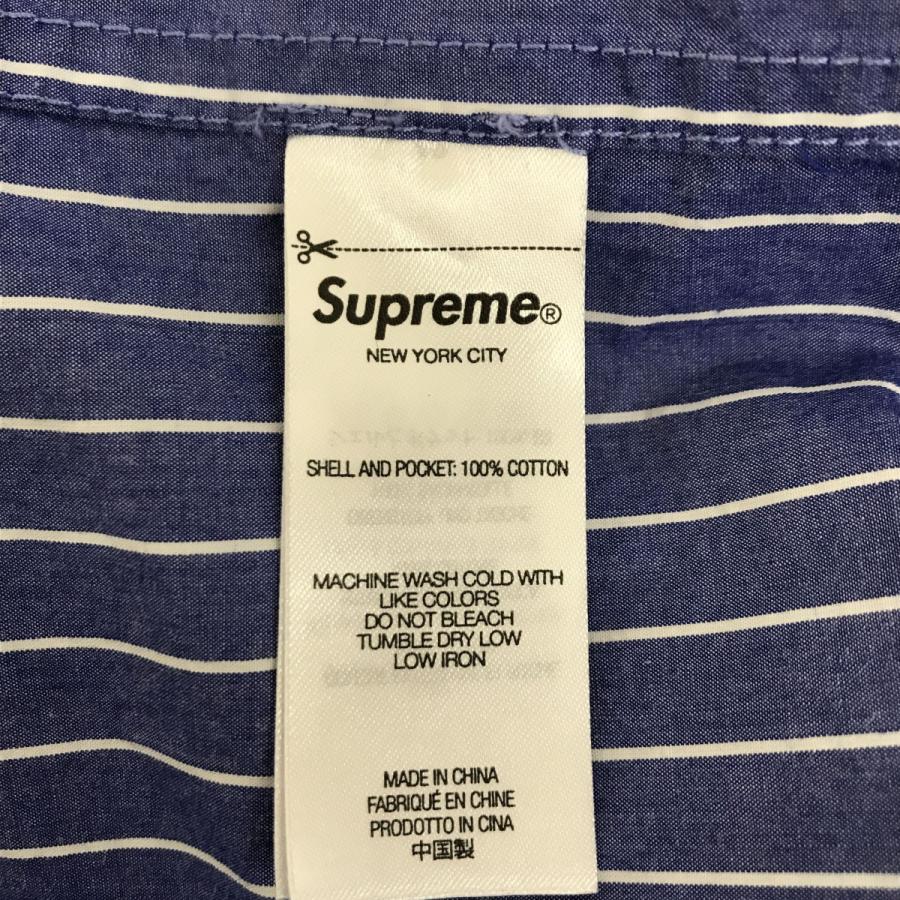 Supreme®
NEW YORK CITY
SHELL AND POCKET: 100% COTTON
MACHINE WASH COLD WITH
LIKE COLORS
DO NOT BLEACH
TUMBLE DRY LOW
LOW IRON
MADE IN CHINA
FABRIQUÉ EN CHINE
PRODOTTO IN CINA
中国製